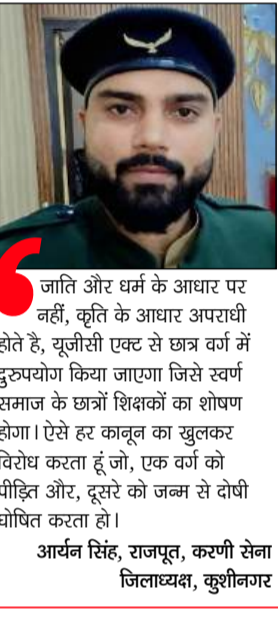 जाति और धर्म के आधार पर
नहीं, कृति के आधार अपराधी
होते है, यूजीसी एक्ट से छात्र वर्ग में
दुरुपयोग किया जाएगा जिसे स्वर्ण
समाज के छात्रों शिक्षकों का शोषण
होगा। ऐसे हर कानून का खुलकर
विरोध करता हूं जो, एक वर्ग को
पीड़ित और, दूसरे को जन्म से दोषी
घोषित करता हो।
आर्यन सिंह, राजपूत, करणी सेना
जिलाध्यक्ष, कुशीनगर